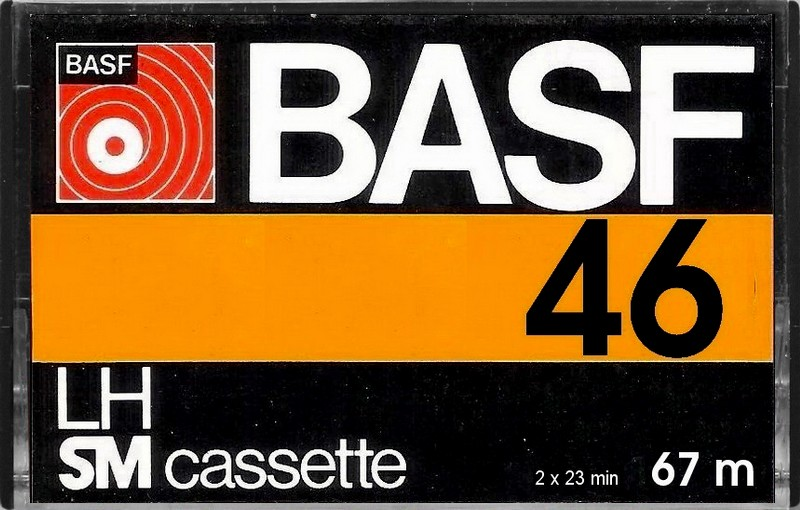 BASF
BASF
46
LH
SM cassette
2 x 23 min
67 m